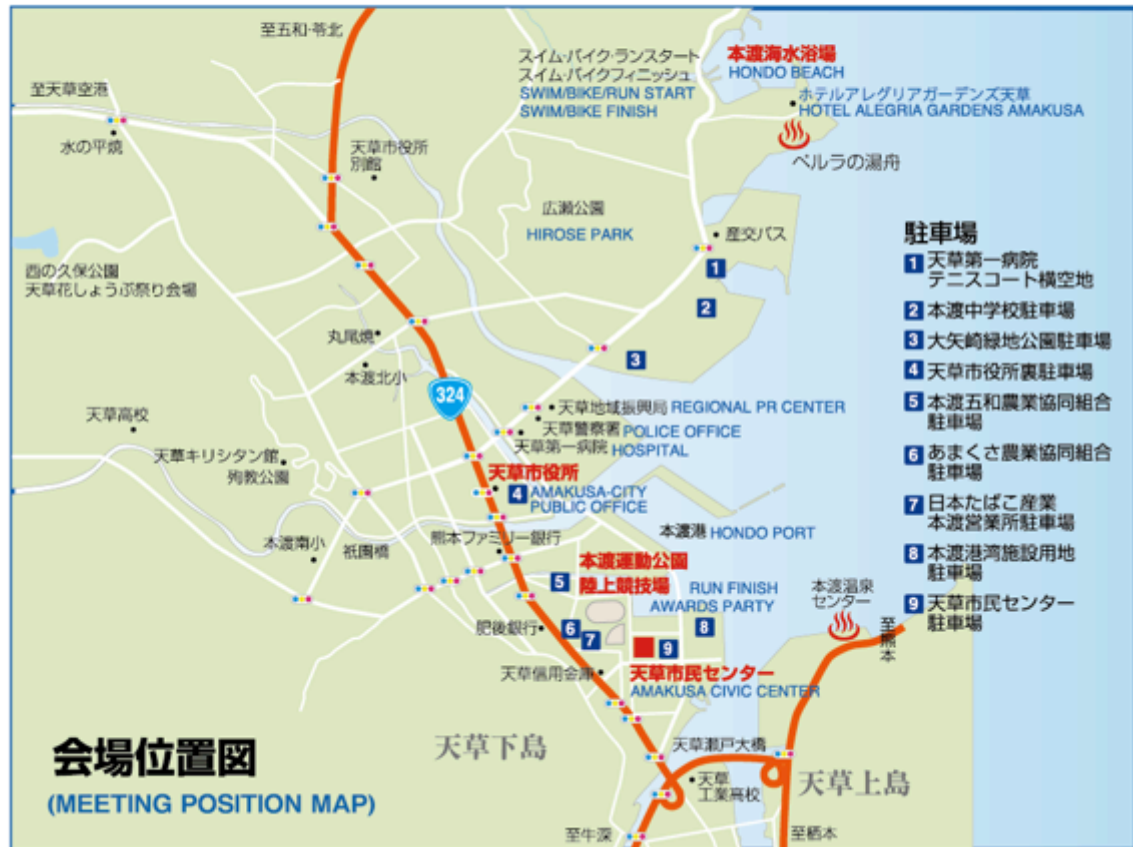 至五和・苓北
スイム・バイク・ランスタート
スイム・バイクフィニッシュ
SWIM/BIKE/RUN START
SWIM/BIKE FINISH
本渡海水浴場
HONDO BEACH
ホテルアレグリアガーデンズ天草
HOTEL ALEGRIA GARDENS AMAKUSA
ペルラの湯舟
至天草空港
水の平焼
天草市役所
別館
広瀬公園
HIROSE PARK
産交バス
西の久保公園
天草花しょうぶ祭り会場
1
2
3
丸尾焼
本渡北小
324
天草高校
天草キリシタン館
殉教公園
天草地域振興局 REGIONAL PR CENTER
天草警察署 POLICE OFFICE
天草第一病院 HOSPITAL
天草市役所
4
AMAKUSA-CITY
PUBLIC OFFICE
本渡港 HONDO PORT
本渡南小
祇園橋
熊本ファミリー銀行
本渡運動公園
陸上競技場
RUN FINISH
AWARDS PARTY
5
6
7
8
9
肥後銀行
天草信用金庫
天草市民センター
AMAKUSA CIVIC CENTER
本渡温泉
センター
至熊本
天草瀬戸大橋
天草
工業高校
天草下島
天草上島
至牛深
至栖本
駐車場
1 天草第一病院
テニスコート横空地
2 本渡中学校駐車場
3 大矢崎緑地公園駐車場
4 天草市役所裏駐車場
5 本渡五和農業協同組合
駐車場
6 あまくさ農業協同組合
駐車場
7 日本たばこ産業
本渡営業所駐車場
8 本渡港湾施設用地
駐車場
9 天草市民センター
駐車場
会場位置図
(MEETING POSITION MAP)